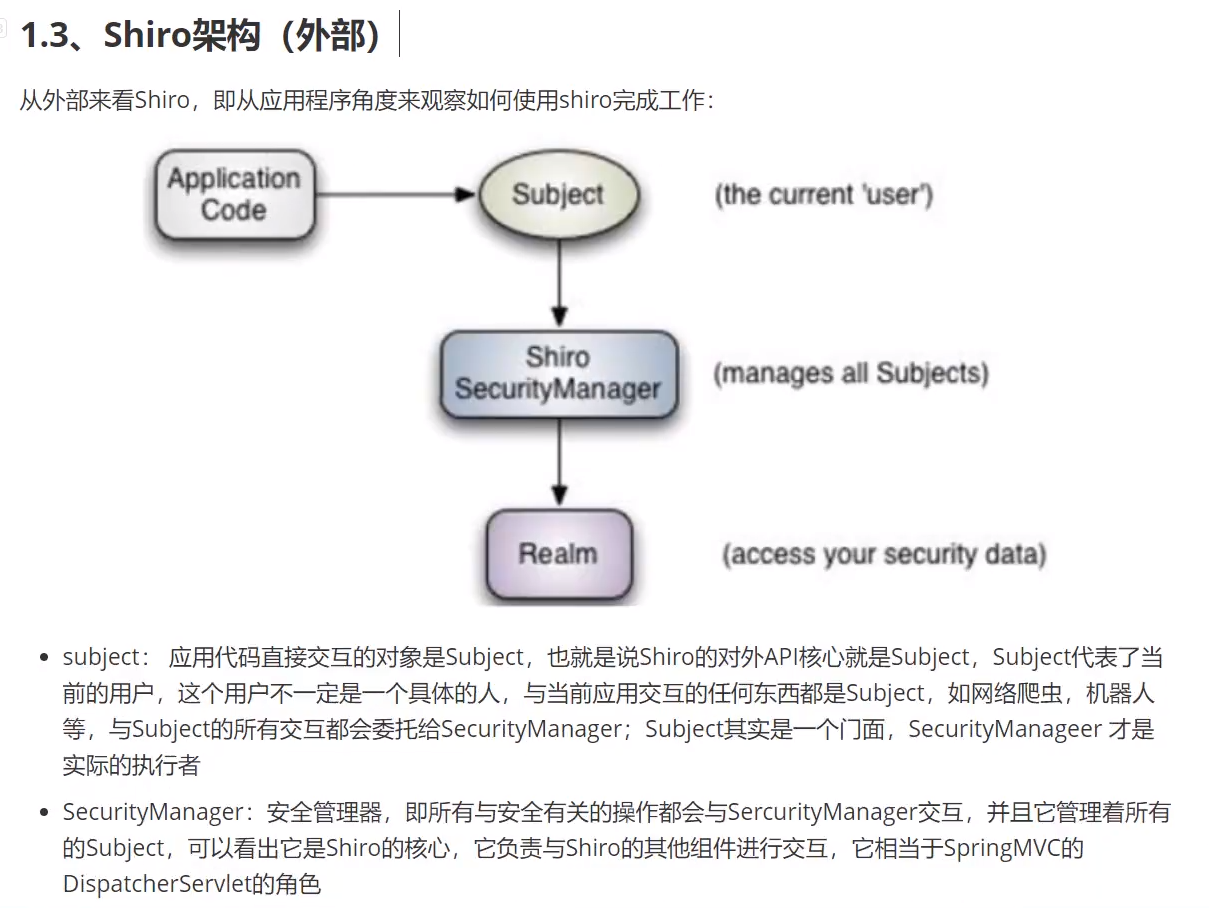 1.3、Shiro架构（外部）
从外部来看Shiro，即从应用程序角度来观察如何使用shiro完成工作：
Application
Code
Subject
(the current 'user')
Shiro
SecurityManager
(manages all Subjects)
Realm
(access your security data)
• subject： 应用代码直接交互的对象是Subject，也就是说Shiro的对外API核心就是Subject，Subject代表了当
前的用户，这个用户不一定是一个具体的人，与当前应用交互的任何东西都是Subject，如网络爬虫，机器人
等，与Subject的所有交互都会委托给SecurityManager；Subject其实是一个门面，SecurityManageer 才是
实际的执行者
• SecurityManager：安全管理器，即所有与安全有关的操作都会与SercurityManager交互，并且它管理着所有
的Subject，可以看出它是Shiro的核心，它负责与Shiro的其他组件进行交互，它相当于SpringMVC的
DispatcherServlet的角色